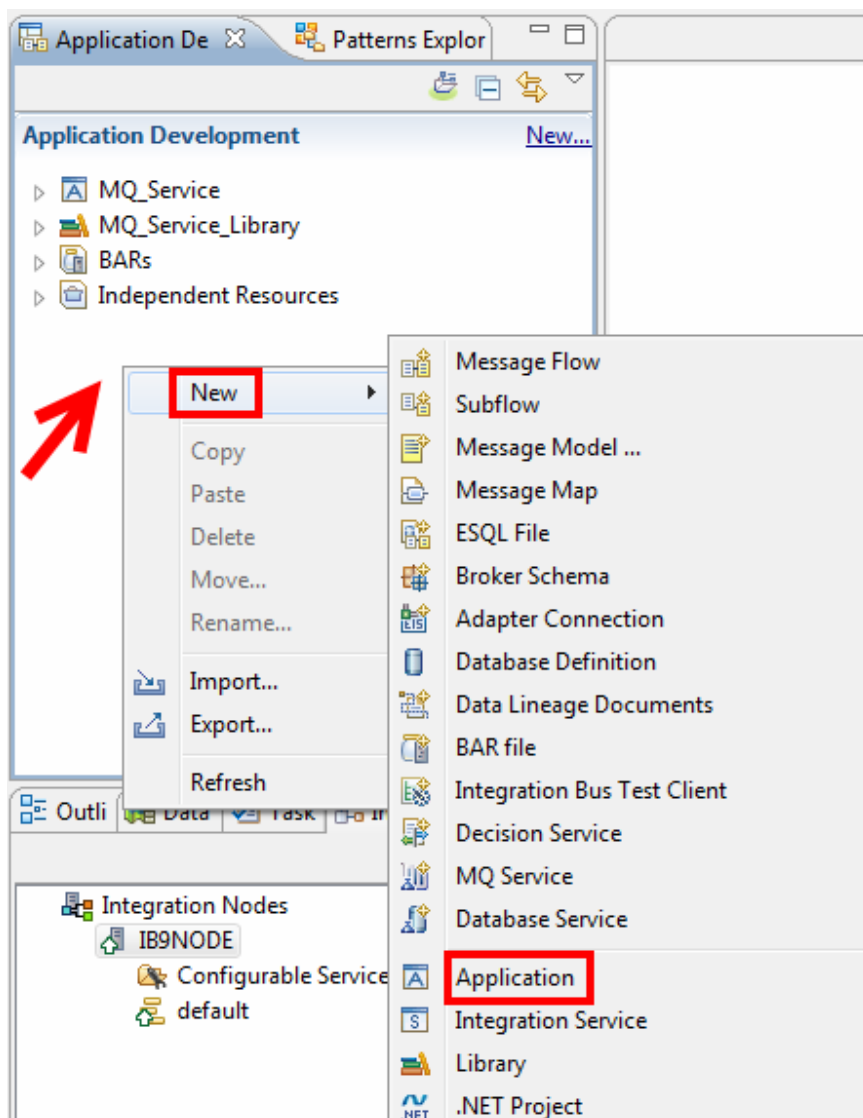 Application De
Patterns Explor
Application Development
New...
MQ_Service
MQ_Service_Library
BARs
Independent Resources
New
Copy
Paste
Delete
Move...
Rename...
Import...
Export...
Refresh
Message Flow
Subflow
Message Model ...
Message Map
ESQL File
Broker Schema
Adapter Connection
Database Definition
Data Lineage Documents
BAR file
Integration Bus Test Client
Decision Service
MQ Service
Database Service
Application
Integration Service
Library
.NET Project
Outli
Data
Task
Integration Nodes
IB9NODE
Configurable Service
default